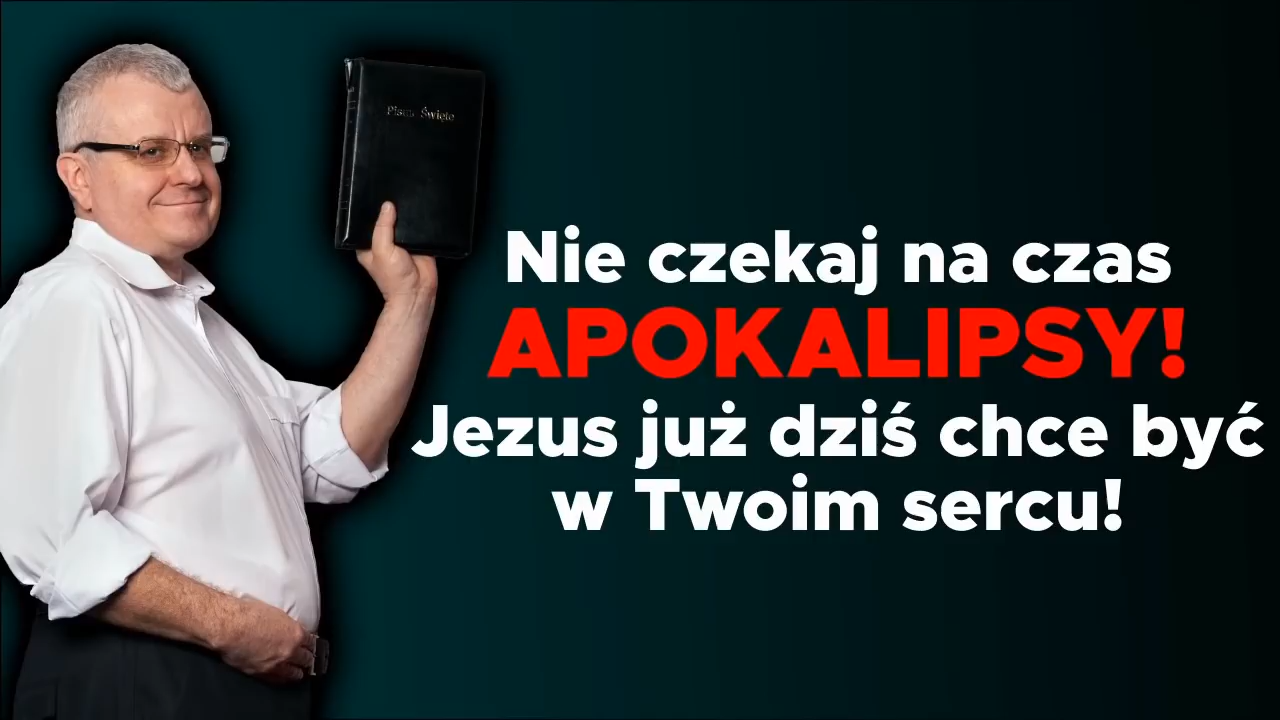 Pismo Święte
Nie czekaj na czas
APOKALIPSY!
Jezus już dziś chce być
w Twoim sercu!